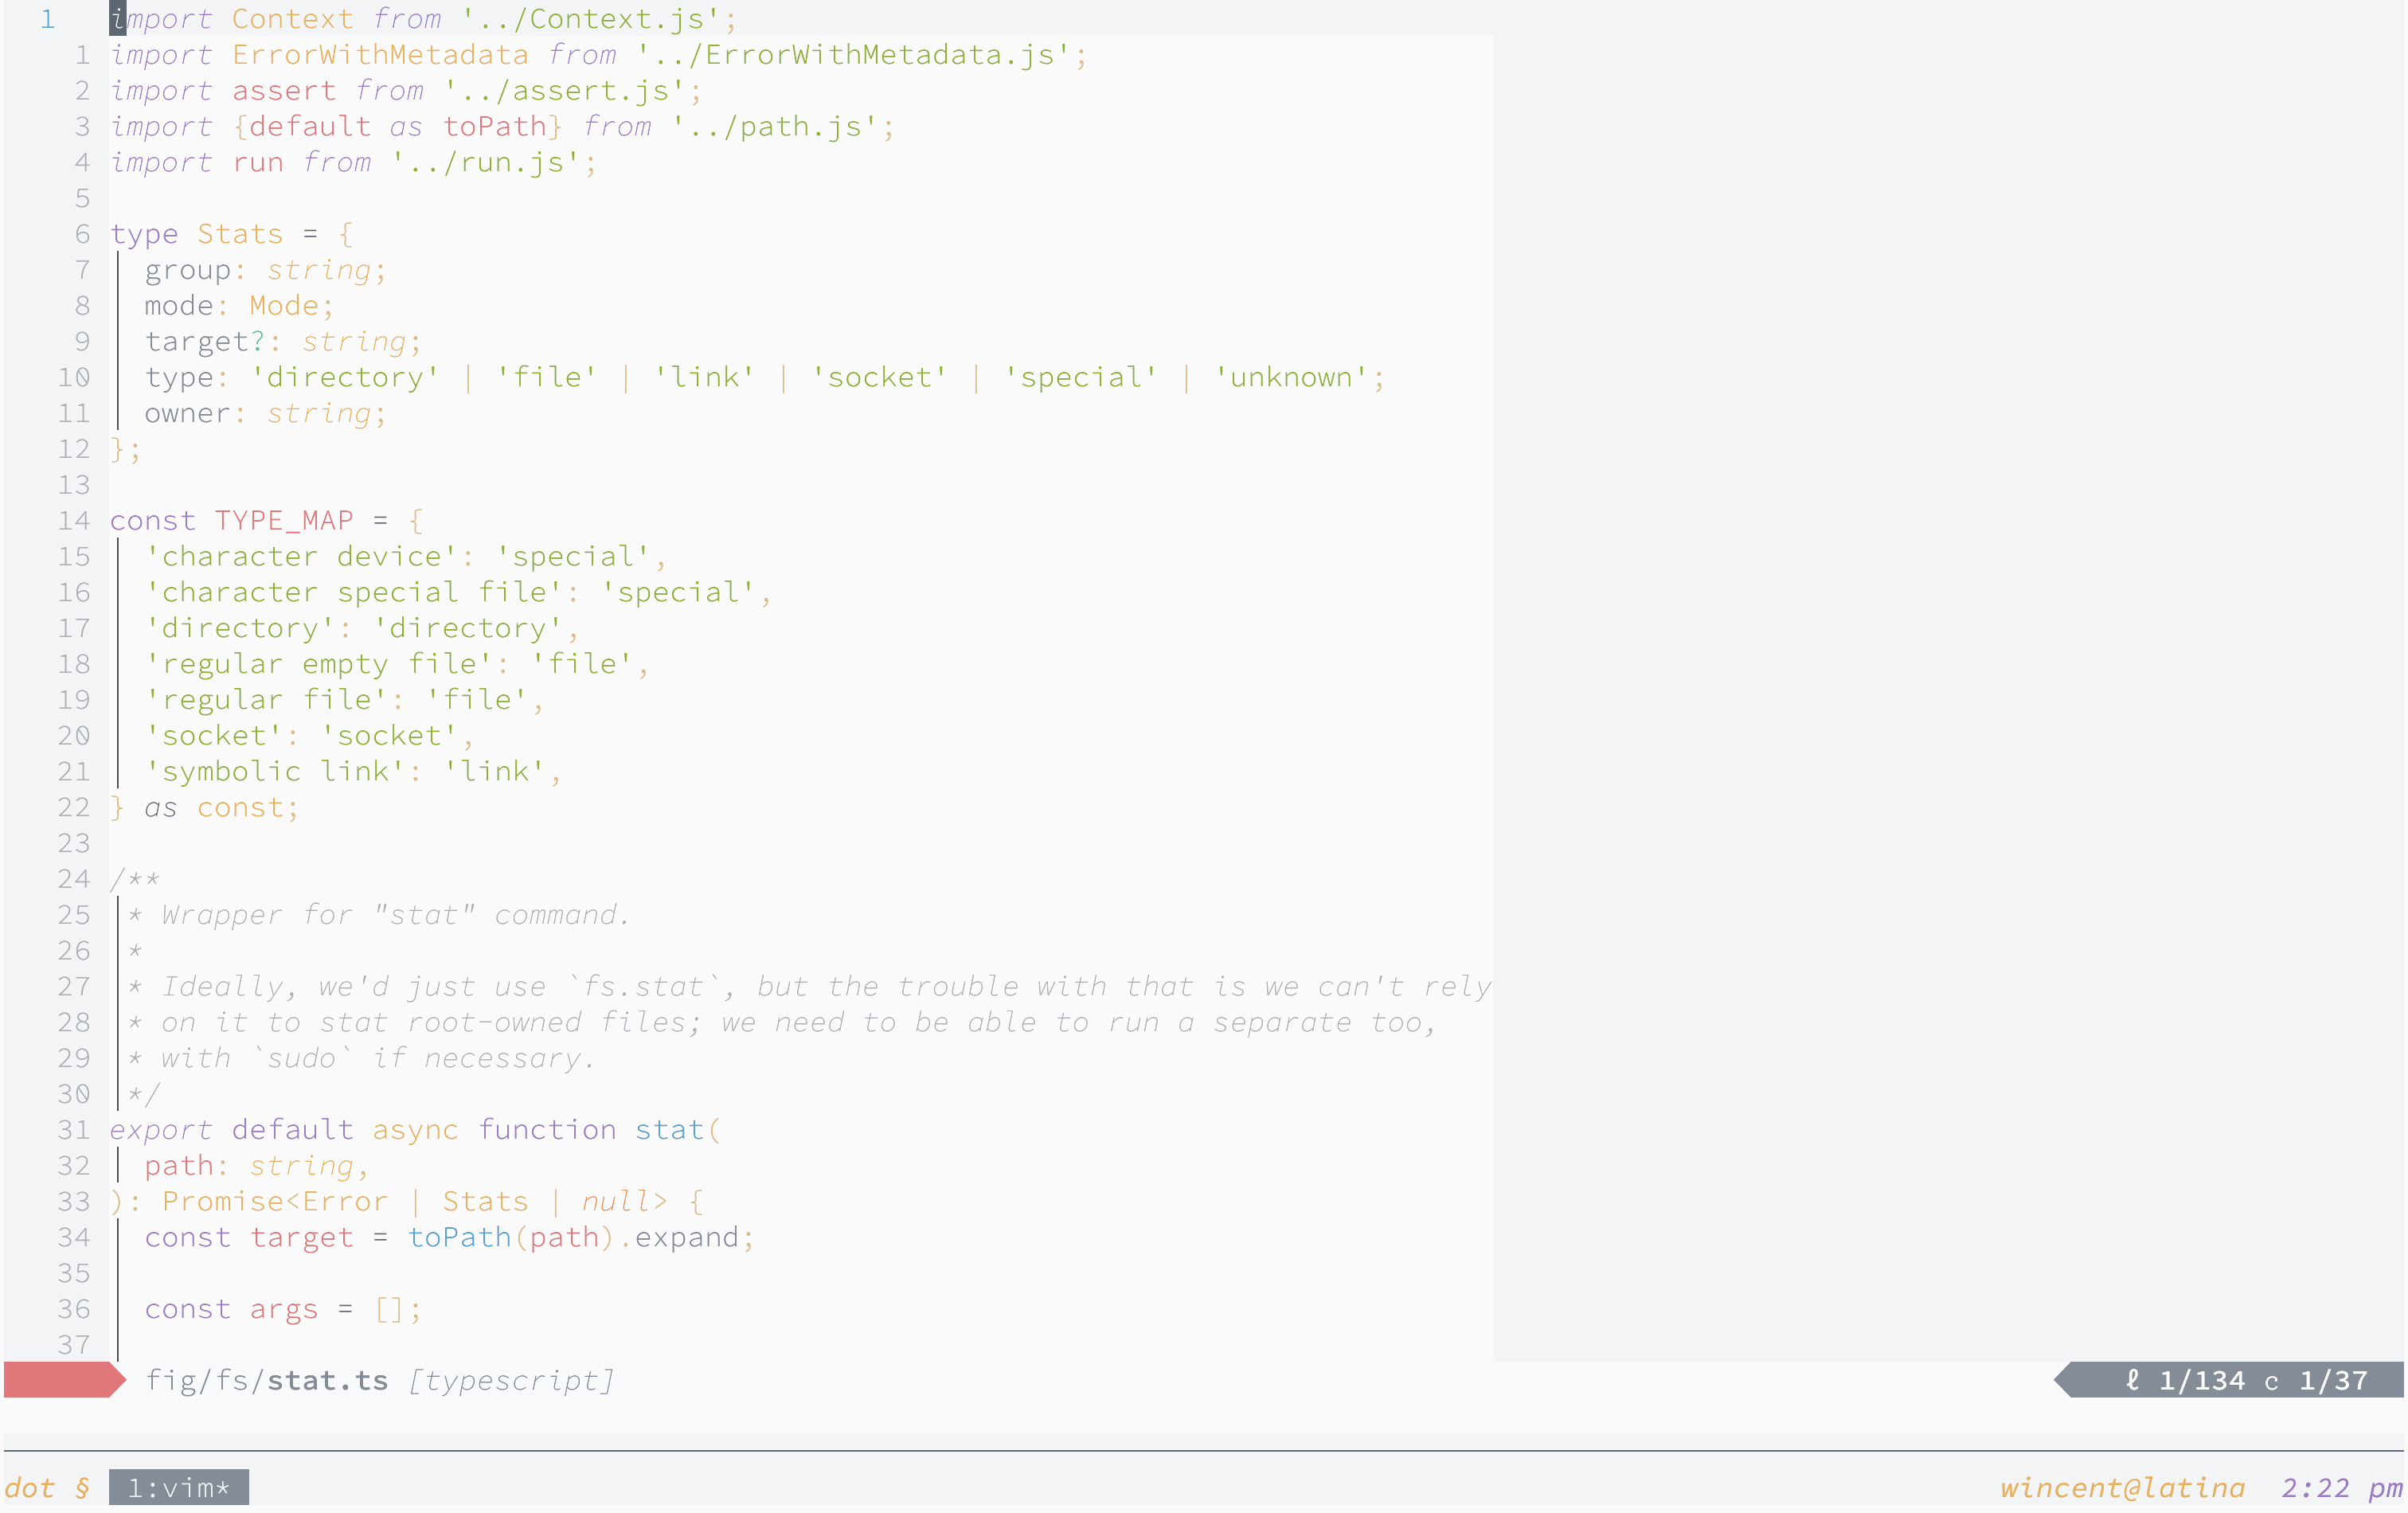 1 import Context from '../Context.js';
1 import ErrorWithMetadata from '../ErrorWithMetadata.js';
2 import assert from '../assert.js';
3 import {default as toPath} from '../path.js';
4 import run from '../run.js';
5
6 type Stats = {
7 group: string;
8 mode: Mode;
9 target?: string;
10 type: 'directory' | 'file' | 'link' | 'socket' | 'special' | 'unknown';
11 owner: string;
12 };
13
14 const TYPE_MAP = {
15 'character device': 'special',
16 'character special file': 'special',
17 'directory': 'directory',
18 'regular empty file': 'file',
19 'regular file': 'file',
20 'socket': 'socket',
21 'symbolic link': 'link',
22 } as const;
23
24 /**
25 * Wrapper for "stat" command.
26 *
27 * Ideally, we'd just use `fs.stat`, but the trouble with that is we can't rely
28 * on it to stat root-owned files; we need to be able to run a separate too,
29 * with `sudo` if necessary.
30 */
31 export default async function stat(
32 path: string,
33 ): Promise<Error | Stats | null> {
34 const target = toPath(path).expand;
35
36 const args = [];
37
fig/fs/stat.ts [typescript] ℓ 1/134 c 1/37
dot § 1:vim* wincent@latina 2:22 pm